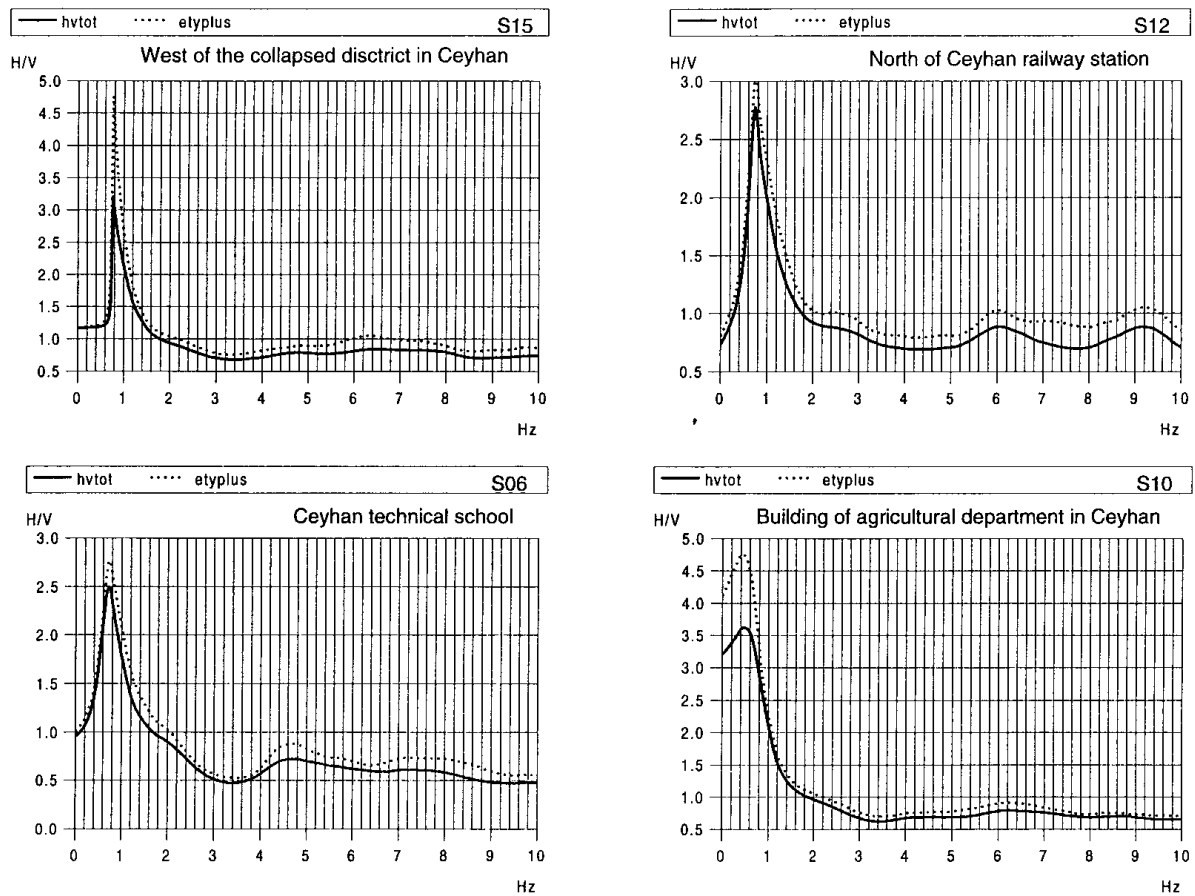 hvtot etyplus S15
West of the collapsed disctrict in Ceyhan
H/V
5.0
4.5
4.0
3.5
3.0
2.5
2.0
1.5
1.0
0.5
0 1 2 3 4 5 6 7 8 9 10
Hz
hvtot etyplus S12
North of Ceyhan railway station
H/V
3.0
2.5
2.0
1.5
1.0
0.5
0 1 2 3 4 5 6 7 8 9 10
Hz
hvtot etyplus S06
Ceyhan technical school
H/V
3.0
2.5
2.0
1.5
1.0
0.5
0.0
0 1 2 3 4 5 6 7 8 9 10
Hz
hvtot etyplus S10
Building of agricultural department in Ceyhan
H/V
5.0
4.5
4.0
3.5
3.0
2.5
2.0
1.5
1.0
0.5
0 1 2 3 4 5 6 7 8 9 10
Hz